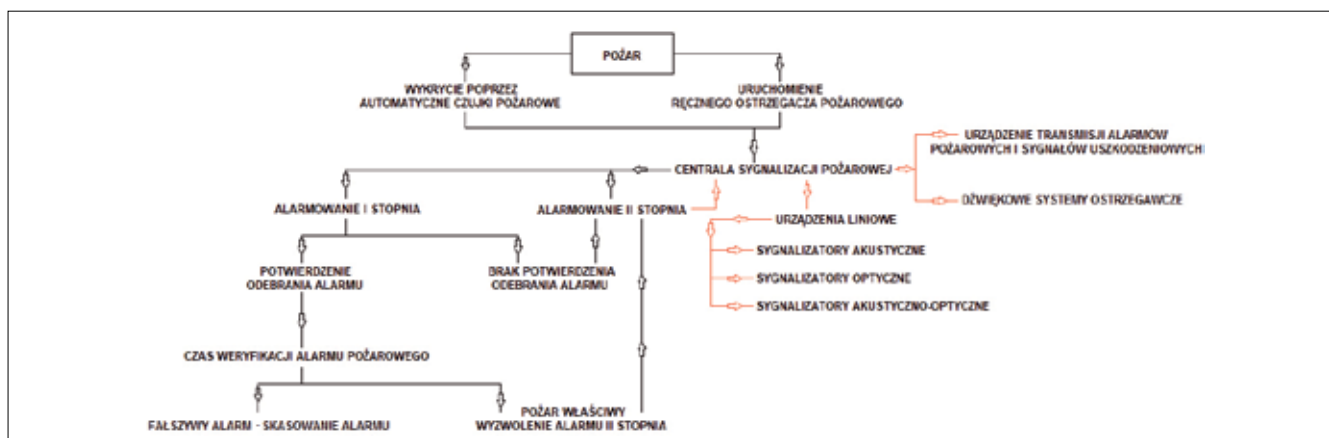 POŻAR
WYKRYCIE POPRZEZ
AUTOMATYCZNE CZUJKI POŻAROWE
URUCHOMIENIE
RĘCZNEGO OSTRZEGACZA POŻAROWEGO
CENTRALA SYGNALIZACJI POŻAROWEJ
URZĄDZENIE TRANSMISJI ALARMÓW
POŻAROWYCH I SYGNAŁÓW USZKODZENIOWYCH
DŹWIĘKOWE SYSTEMY OSTRZEGAWCZE
ALARMOWANIE I STOPNIA
ALARMOWANIE II STOPNIA
URZĄDZENIA LINIOWE
SYGNALIZATORY AKUSTYCZNE
SYGNALIZATORY OPTYCZNE
SYGNALIZATORY AKUSTYCZNO-OPTYCZNE
POTWIERDZENIE
ODEBRANIA ALARMU
BRAK POTWIERDZENIA
ODEBRANIA ALARMU
CZAS WERYFIKACJI ALARMU POŻAROWEGO
FAŁSZYWY ALARM - SKASOWANIE ALARMU
POŻAR WŁAŚCIWY
WYZWOLENIE ALARMU II STOPNIA